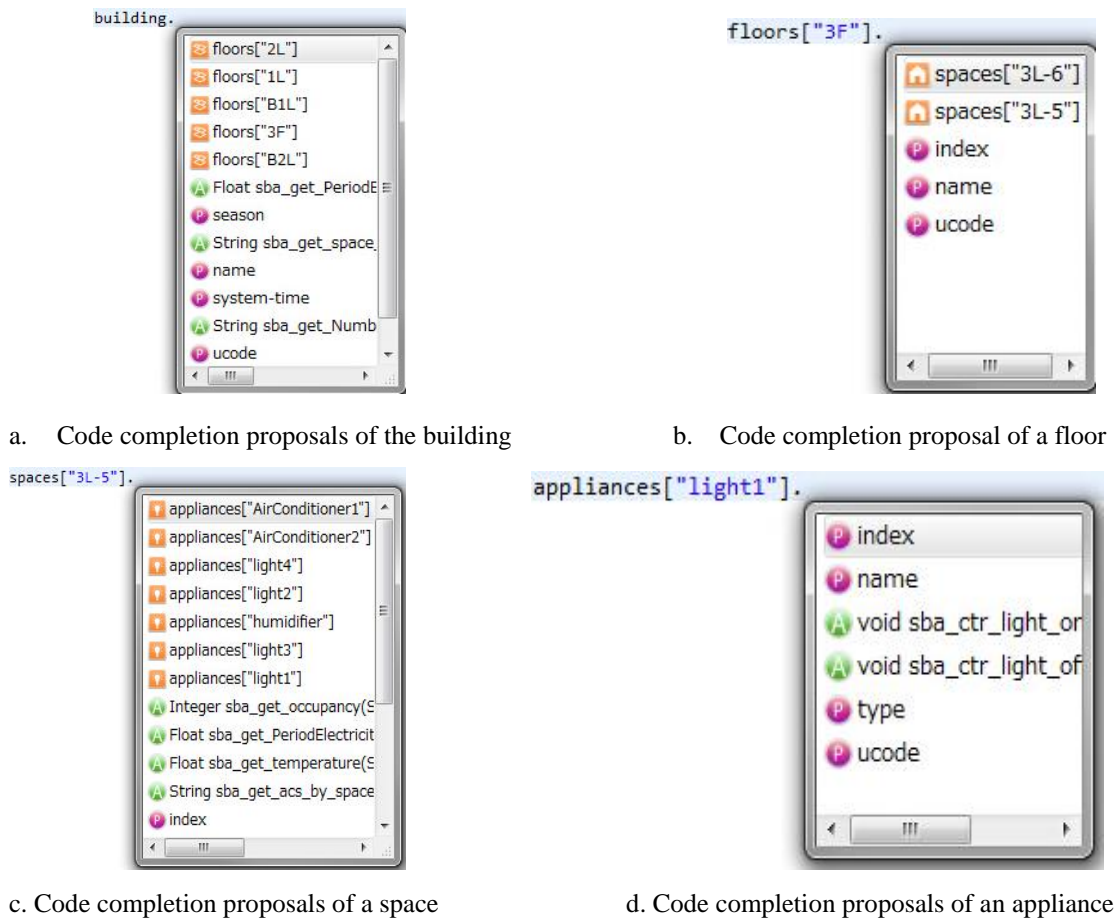 building.
floors["2L"]
floors["1L"]
floors["B1L"]
floors["3F"]
floors["B2L"]
A Float sba_get_PeriodE
P season
A String sba_get_space_
P name
P system-time
A String sba_get_Numb
P ucode
a. Code completion proposals of the building
floors["3F"].
spaces["3L-6"]
spaces["3L-5"]
P index
P name
P ucode
b. Code completion proposal of a floor
spaces["3L-5"].
appliances["AirConditioner1"]
appliances["AirConditioner2"]
appliances["light4"]
appliances["light2"]
appliances["humidifier"]
appliances["light3"]
appliances["light1"]
A Integer sba_get_occupancy(S
A Float sba_get_PeriodElectricit
A Float sba_get_temperature(S
A String sba_get_acs_by_space
P index
c. Code completion proposals of a space
appliances["light1"].
P index
P name
A void sba_ctr_light_or
A void sba_ctr_light_of
P type
P ucode
d. Code completion proposals of an appliance